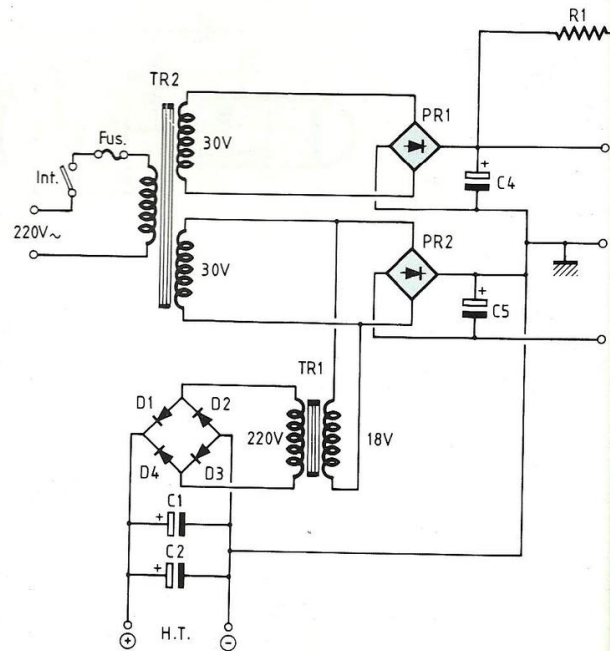 R1
TR2
PR1
30V
Fus.
Int.
+
C4
220V~
PR2
30V
+
C5
TR1
D1
D2
220V
18V
D4
D3
C1
+
C2
+
+
H.T.
−